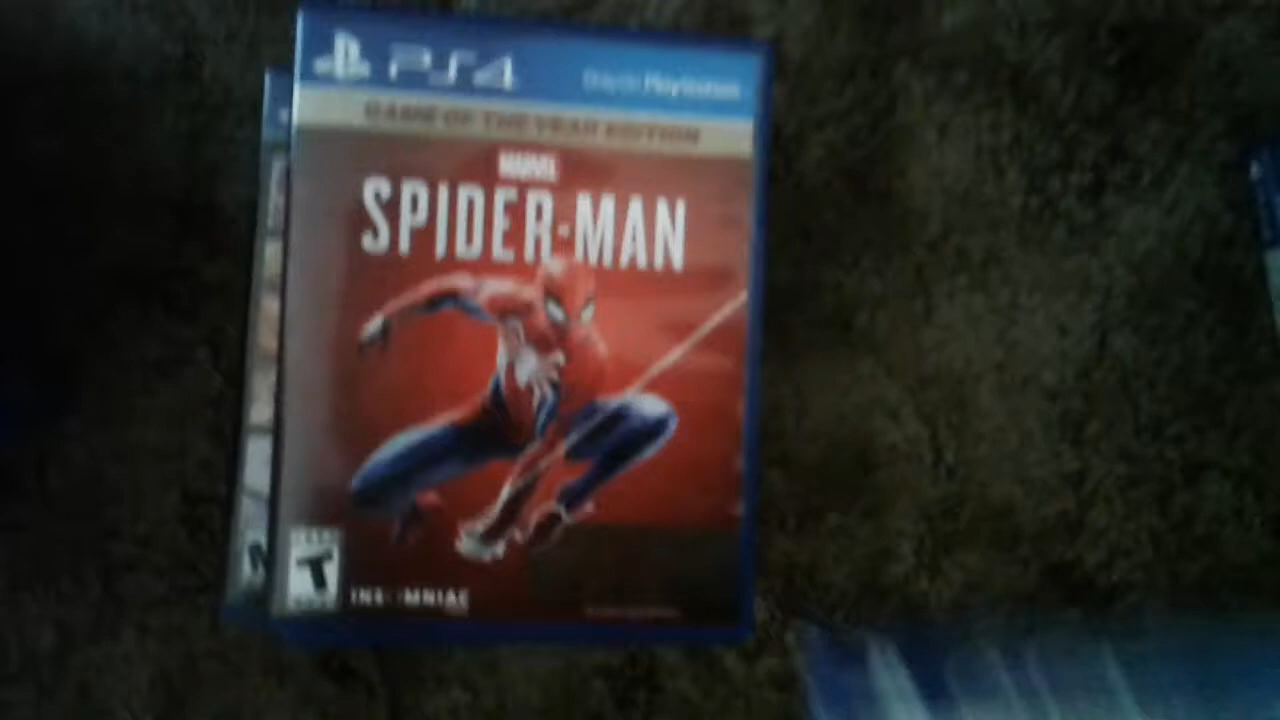 PS4
Only On PlayStation
GAME OF THE YEAR EDITION
MARVEL
SPIDER-MAN
T
INSOMNIAC
M